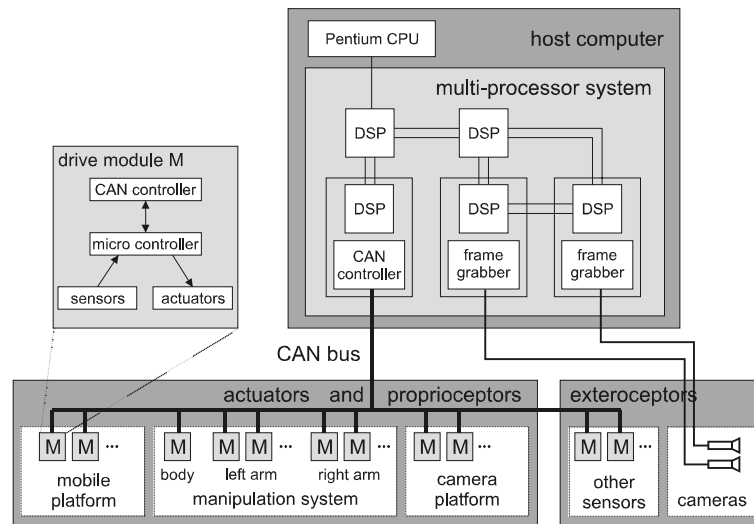 Pentium CPU
host computer
multi-processor system
DSP
DSP
drive module M
CAN controller
micro controller
sensors
actuators
DSP
DSP
DSP
CAN
controller
frame
grabber
frame
grabber
CAN bus
actuators and proprioceptors
exteroceptors
M M ...
M
M M ...
M M ...
M M ...
M M ...
body
left arm
right arm
mobile
platform
manipulation system
camera
platform
other
sensors
cameras